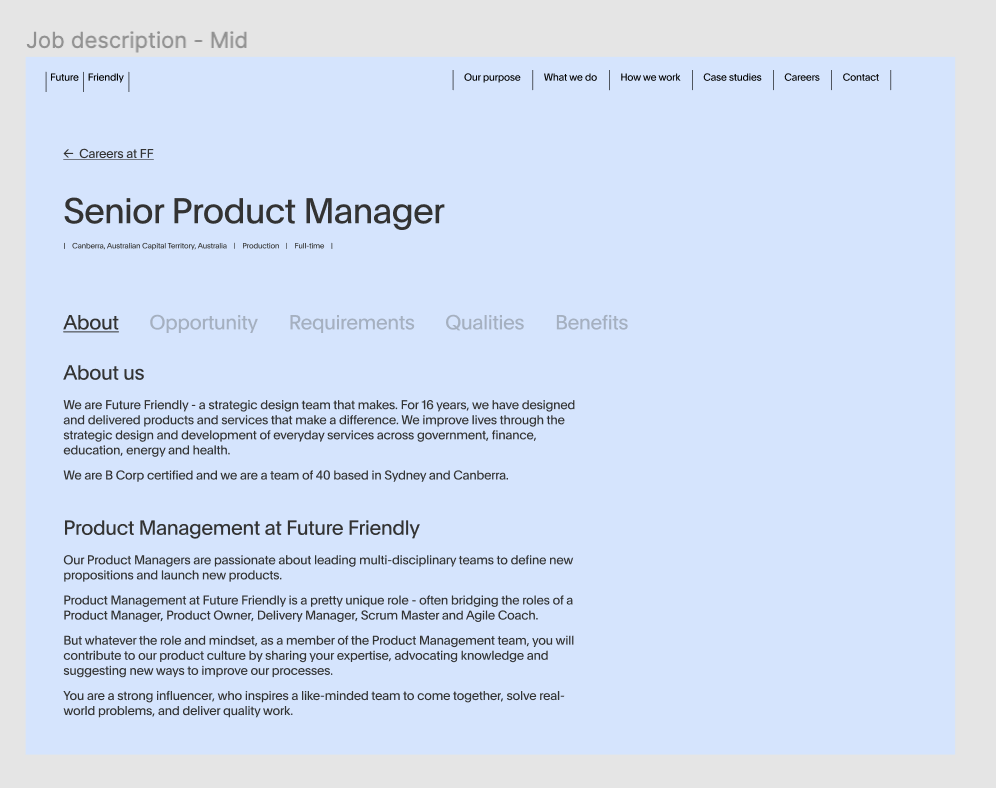 Job description - Mid
Future | Friendly
Our purpose | What we do | How we work | Case studies | Careers | Contact
← Careers at FF
Senior Product Manager
| Canberra, Australian Capital Territory, Australia | Production | Full-time |
About Opportunity Requirements Qualities Benefits
About us
We are Future Friendly - a strategic design team that makes. For 16 years, we have designed
and delivered products and services that make a difference. We improve lives through the
strategic design and development of everyday services across government, finance,
education, energy and health.
We are B Corp certified and we are a team of 40 based in Sydney and Canberra.
Product Management at Future Friendly
Our Product Managers are passionate about leading multi-disciplinary teams to define new
propositions and launch new products.
Product Management at Future Friendly is a pretty unique role - often bridging the roles of a
Product Manager, Product Owner, Delivery Manager, Scrum Master and Agile Coach.
But whatever the role and mindset, as a member of the Product Management team, you will
contribute to our product culture by sharing your expertise, advocating knowledge and
suggesting new ways to improve our processes.
You are a strong influencer, who inspires a like-minded team to come together, solve real-
world problems, and deliver quality work.